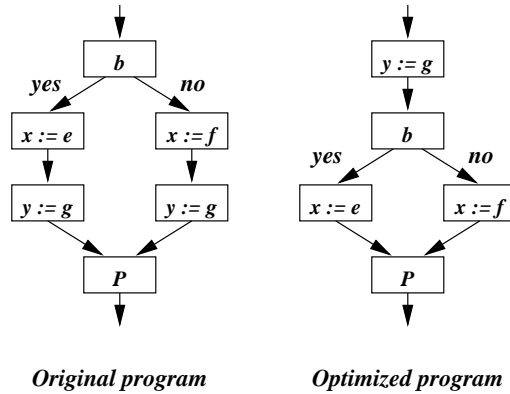 b
y := g
yes
no
x := e
x := f
b
yes
no
y := g
y := g
x := e
x := f
P
P
Original program
Optimized program